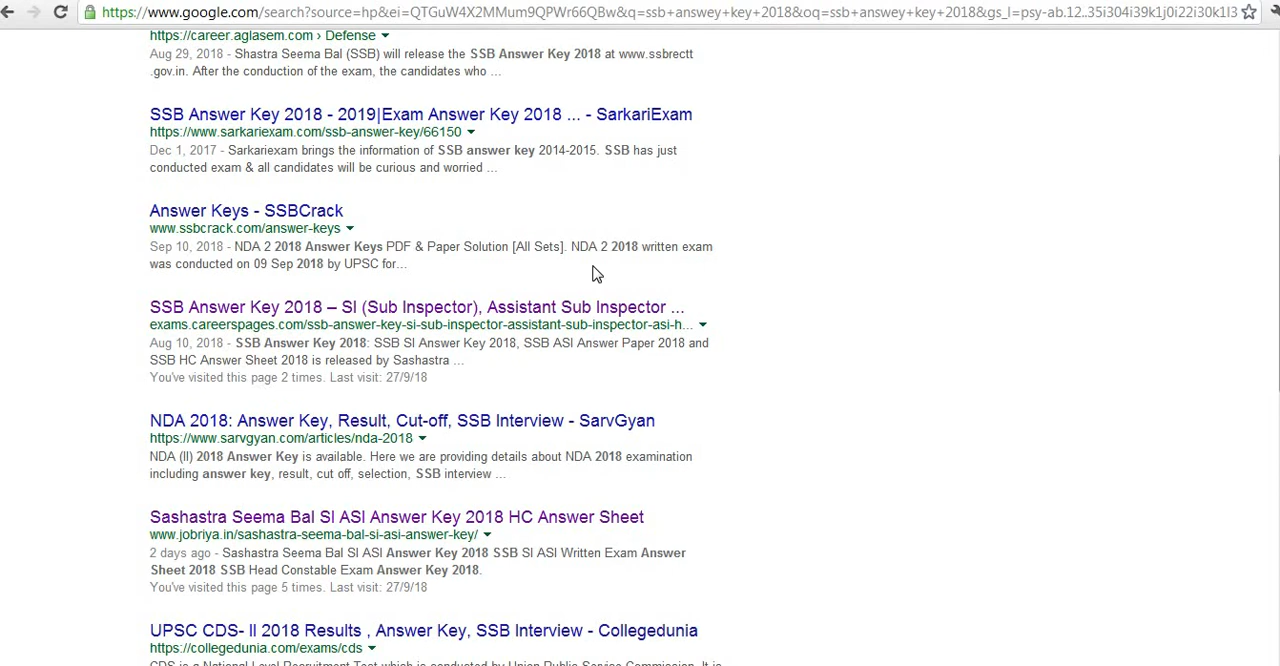 https://www.google.com/search?source=hp&ei=QTGuW4X2MMum9QPWr66QBw&q=ssb+answey+key+2018&oq=ssb+answey+key+2018&gs_l=psy-ab.12..35i304i39k1j0i22i30k1l3
https://career.aglasem.com › Defense
Aug 29, 2018 - Shastra Seema Bal (SSB) will release the SSB Answer Key 2018 at www.ssbrectt
.gov.in. After the conduction of the exam, the candidates who ...
SSB Answer Key 2018 - 2019|Exam Answer Key 2018 ... - SarkariExam
https://www.sarkariexam.com/ssb-answer-key/66150
Dec 1, 2017 - Sarkariexam brings the information of SSB answer key 2014-2015. SSB has just
conducted exam & all candidates will be curious and worried ...
Answer Keys - SSBCrack
www.ssbcrack.com/answer-keys
Sep 10, 2018 - NDA 2 2018 Answer Keys PDF & Paper Solution [All Sets]. NDA 2 2018 written exam
was conducted on 09 Sep 2018 by UPSC for...
SSB Answer Key 2018 – SI (Sub Inspector), Assistant Sub Inspector ...
exams.careerspages.com/ssb-answer-key-si-sub-inspector-assistant-sub-inspector-asi-h...
Aug 10, 2018 - SSB Answer Key 2018: SSB SI Answer Key 2018, SSB ASI Answer Paper 2018 and
SSB HC Answer Sheet 2018 is released by Sashastra ...
You've visited this page 2 times. Last visit: 27/9/18
NDA 2018: Answer Key, Result, Cut-off, SSB Interview - SarvGyan
https://www.sarvgyan.com/articles/nda-2018
NDA (II) 2018 Answer Key is available. Here we are providing details about NDA 2018 examination
including answer key, result, cut off, selection, SSB interview ...
Sashastra Seema Bal SI ASI Answer Key 2018 HC Answer Sheet
www.jobriya.in/sashastra-seema-bal-si-asi-answer-key/
2 days ago - Sashastra Seema Bal SI ASI Answer Key 2018 SSB SI ASI Written Exam Answer
Sheet 2018 SSB Head Constable Exam Answer Key 2018.
You've visited this page 5 times. Last visit: 27/9/18
UPSC CDS- II 2018 Results , Answer Key, SSB Interview - Collegedunia
https://collegedunia.com/exams/cds
CDS is a National Level Recruitment Test which is conducted by Union Public Service Commission. It is